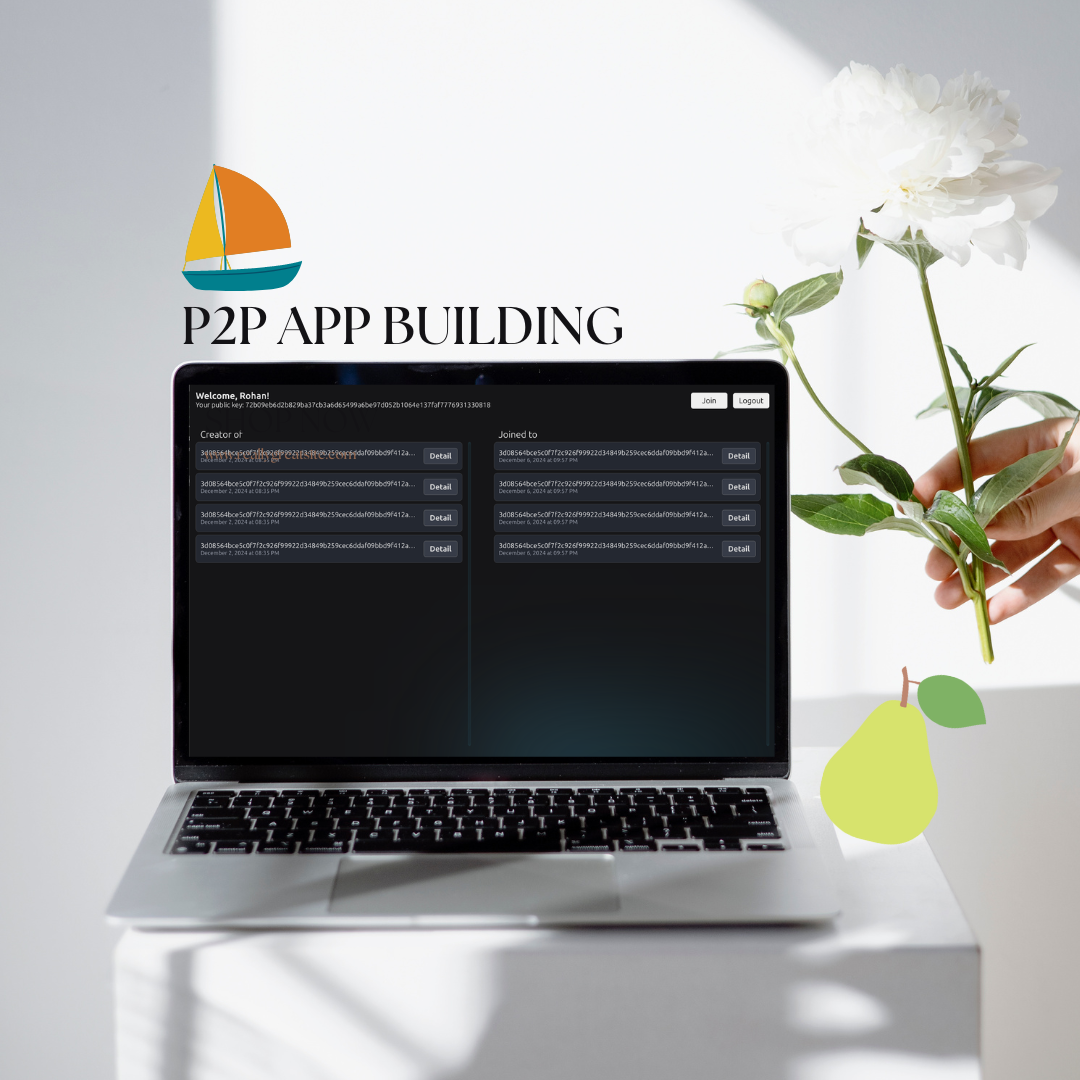 P2P APP BUILDING
Welcome, Rohan!
Your public key: 72b09eb6d2b829ba37cb3a6d65499a6be97d052b1064e137faf7776931330818
Join
Logout
Creator of
Joined to
3d08564bce5c0f7f2c926f99922d34849b259cec6ddaf09bbd9f412a...
Detail
December 2, 2024 at 08:35 PM
3d08564bce5c0f7f2c926f99922d34849b259cec6ddaf09bbd9f412a...
Detail
December 6, 2024 at 09:57 PM
3d08564bce5c0f7f2c926f99922d34849b259cec6ddaf09bbd9f412a...
Detail
December 2, 2024 at 08:35 PM
3d08564bce5c0f7f2c926f99922d34849b259cec6ddaf09bbd9f412a...
Detail
December 6, 2024 at 09:57 PM
3d08564bce5c0f7f2c926f99922d34849b259cec6ddaf09bbd9f412a...
Detail
December 2, 2024 at 08:35 PM
3d08564bce5c0f7f2c926f99922d34849b259cec6ddaf09bbd9f412a...
Detail
December 6, 2024 at 09:57 PM
3d08564bce5c0f7f2c926f99922d34849b259cec6ddaf09bbd9f412a...
Detail
December 2, 2024 at 08:35 PM
3d08564bce5c0f7f2c926f99922d34849b259cec6ddaf09bbd9f412a...
Detail
December 6, 2024 at 09:57 PM